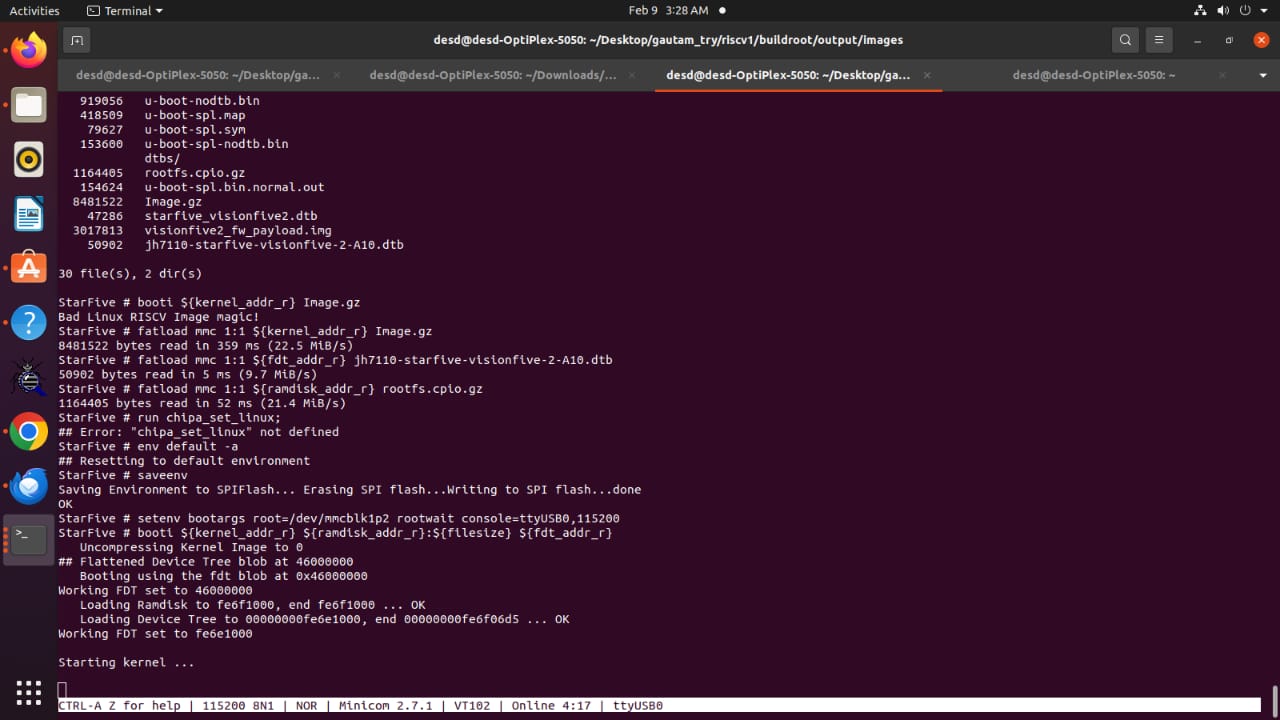 Activities
Terminal
Feb 9 3:28 AM
desd@desd-OptiPlex-5050: ~/Desktop/gautam_try/riscv1/buildroot/output/images
desd@desd-OptiPlex-5050: ~/Desktop/ga...
desd@desd-OptiPlex-5050: ~/Downloads/...
desd@desd-OptiPlex-5050: ~/Desktop/ga...
desd@desd-OptiPlex-5050: ~
919056 u-boot-nodtb.bin
418509 u-boot-spl.map
79627 u-boot-spl.sym
153600 u-boot-spl-nodtb.bin
dtbs/
1164405 rootfs.cpio.gz
154624 u-boot-spl.bin.normal.out
8481522 Image.gz
47286 starfive_visionfive2.dtb
3017813 visionfive2_fw_payload.img
50902 jh7110-starfive-visionfive-2-A10.dtb
30 file(s), 2 dir(s)
StarFive # booti ${kernel_addr_r} Image.gz
Bad Linux RISCV Image magic!
StarFive # fatload mmc 1:1 ${kernel_addr_r} Image.gz
8481522 bytes read in 359 ms (22.5 MiB/s)
StarFive # fatload mmc 1:1 ${fdt_addr_r} jh7110-starfive-visionfive-2-A10.dtb
50902 bytes read in 5 ms (9.7 MiB/s)
StarFive # fatload mmc 1:1 ${ramdisk_addr_r} rootfs.cpio.gz
1164405 bytes read in 52 ms (21.4 MiB/s)
StarFive # run chipa_set_linux;
## Error: "chipa_set_linux" not defined
StarFive # env default -a
## Resetting to default environment
StarFive # saveenv
Saving Environment to SPIFlash... Erasing SPI flash...Writing to SPI flash...done
OK
StarFive # setenv bootargs root=/dev/mmcblk1p2 rootwait console=ttyUSB0,115200
StarFive # booti ${kernel_addr_r} ${ramdisk_addr_r}:${filesize} ${fdt_addr_r}
Uncompressing Kernel Image to 0
## Flattened Device Tree blob at 46000000
Booting using the fdt blob at 0x46000000
Working FDT set to 46000000
Loading Ramdisk to fe6f1000, end fe6f1000 ... OK
Loading Device Tree to 00000000fe6e1000, end 00000000fe6f06d5 ... OK
Working FDT set to fe6e1000
Starting kernel ...
CTRL-A Z for help | 115200 8N1 | NOR | Minicom 2.7.1 | VT102 | Online 4:17 | ttyUSB0